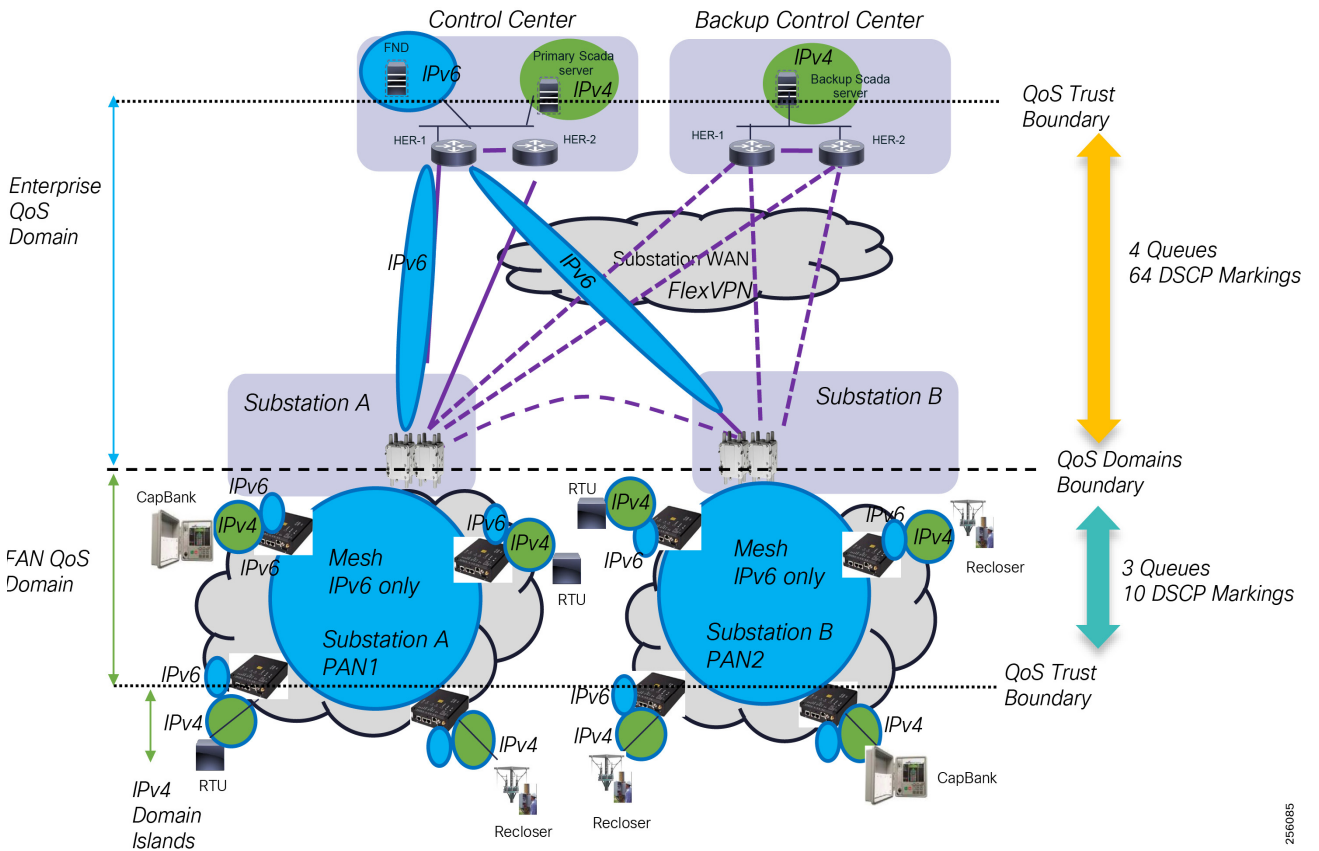 Control Center
Backup Control Center
FND
IPv6
Primary Scada
server
IPv4
IPv4
Backup Scada
server
QoS Trust
Boundary
HER-1
HER-2
HER-1
HER-2
Enterprise
QoS
Domain
IPv6
IPv6
Substation WAN
FlexVPN
4 Queues
64 DSCP Markings
Substation A
Substation B
QoS Domains
Boundary
CapBank
IPv6
IPv4
IPv6
IPv6
IPv4
RTU
RTU
IPv4
IPv6
IPv6
IPv4
Recloser
Mesh
IPv6 only
Mesh
IPv6 only
FAN QoS
Domain
3 Queues
10 DSCP Markings
Substation A
PAN1
Substation B
PAN2
QoS Trust
Boundary
IPv6
IPv4
RTU
IPv4
Recloser
IPv6
IPv4
Recloser
IPv4
CapBank
IPv4
Domain
Islands
256085